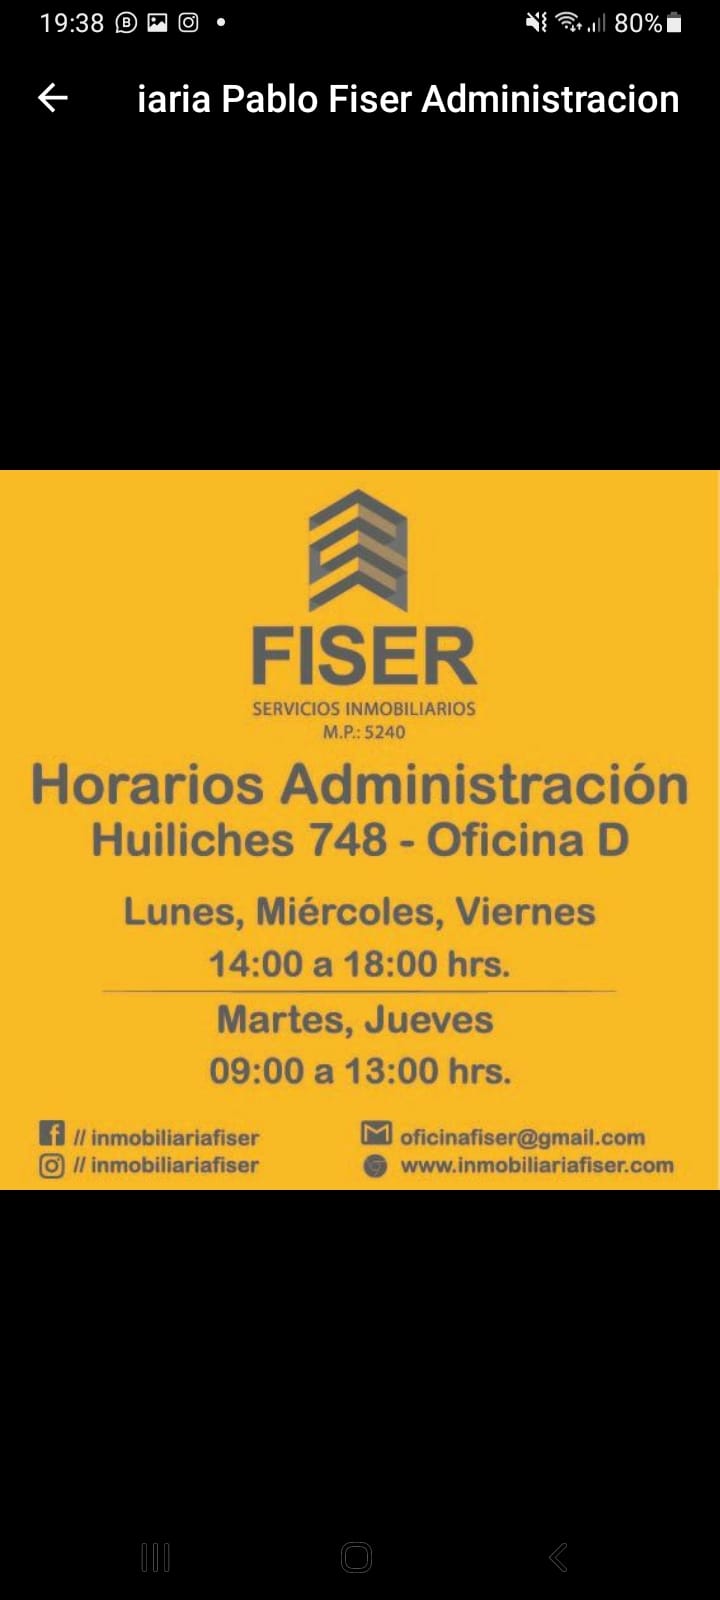 19:38
80%
iaria Pablo Fiser Administracion
FISER
SERVICIOS INMOBILIARIOS
M.P.: 5240
Horarios Administración
Huiliches 748 - Oficina D
Lunes, Miércoles, Viernes
14:00 a 18:00 hrs.
Martes, Jueves
09:00 a 13:00 hrs.
// inmobiliariafiser
oficinafiser@gmail.com
// inmobiliariafiser
www.inmobiliariafiser.com